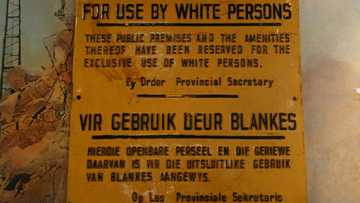 FOR USE BY WHITE PERSONS
THESE PUBLIC PREMISES AND THE AMENITIES
THEREOF HAVE BEEN RESERVED FOR THE
EXCLUSIVE USE OF WHITE PERSONS.
By Order Provincial Secretary
VIR GEBRUIK DEUR BLANKES
HIERDIE OPENBARE PERSEEL EN DIE GERIEWE
DAARVAN IS VIR DIE UITSLUITLIKE GEBRUIK
VAN BLANKES AANGEWYS.
Op Las Provinsiale Sekretaris